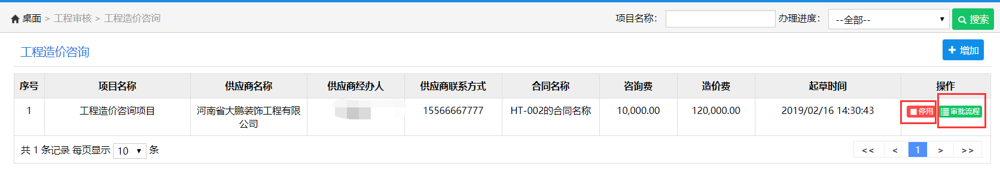 桌面 > 工程审核 > 工程造价咨询 项目名称: 办理进度: --全部-- 搜索
工程造价咨询 增加
序号 项目名称 供应商名称 供应商经办人 供应商联系方式 合同名称 咨询费 造价费 起草时间 操作
1 工程造价咨询项目 河南省大鹏装饰工程有限 15566667777 HT-002的合同名称 10,000.00 120,000.00 2019/02/16 14:30:43 停用 审批流程
公司
共 1 条记录 每页显示 10 条 << < 1 > >>